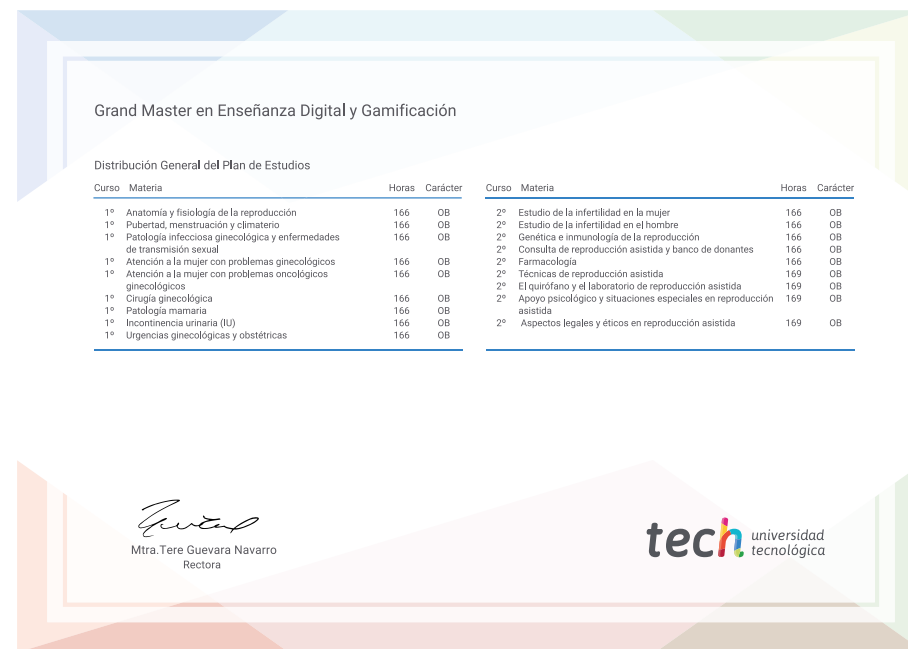 Grand Master en Enseñanza Digital y Gamificación
Distribución General del Plan de Estudios
Curso Materia Horas Carácter
1º Anatomía y fisiología de la reproducción 166 OB
1º Pubertad, menstruación y climaterio 166 OB
1º Patología infecciosa ginecológica y enfermedades 166 OB
de transmisión sexual
1º Atención a la mujer con problemas ginecológicos 166 OB
1º Atención a la mujer con problemas oncológicos 166 OB
ginecológicos
1º Cirugía ginecológica 166 OB
1º Patología mamaria 166 OB
1º Incontinencia urinaria (IU) 166 OB
1º Urgencias ginecológicas y obstétricas 166 OB
Curso Materia Horas Carácter
2º Estudio de la infertilidad en la mujer 166 OB
2º Estudio de la infertilidad en el hombre 166 OB
2º Genética e inmunología de la reproducción 166 OB
2º Consulta de reproducción asistida y banco de donantes 166 OB
2º Farmacología 166 OB
2º Técnicas de reproducción asistida 169 OB
2º El quirófano y el laboratorio de reproducción asistida 169 OB
2º Apoyo psicológico y situaciones especiales en reproducción 169 OB
asistida
2º Aspectos legales y éticos en reproducción asistida 169 OB
Mtra.Tere Guevara Navarro
Rectora
tech universidad
tecnológica